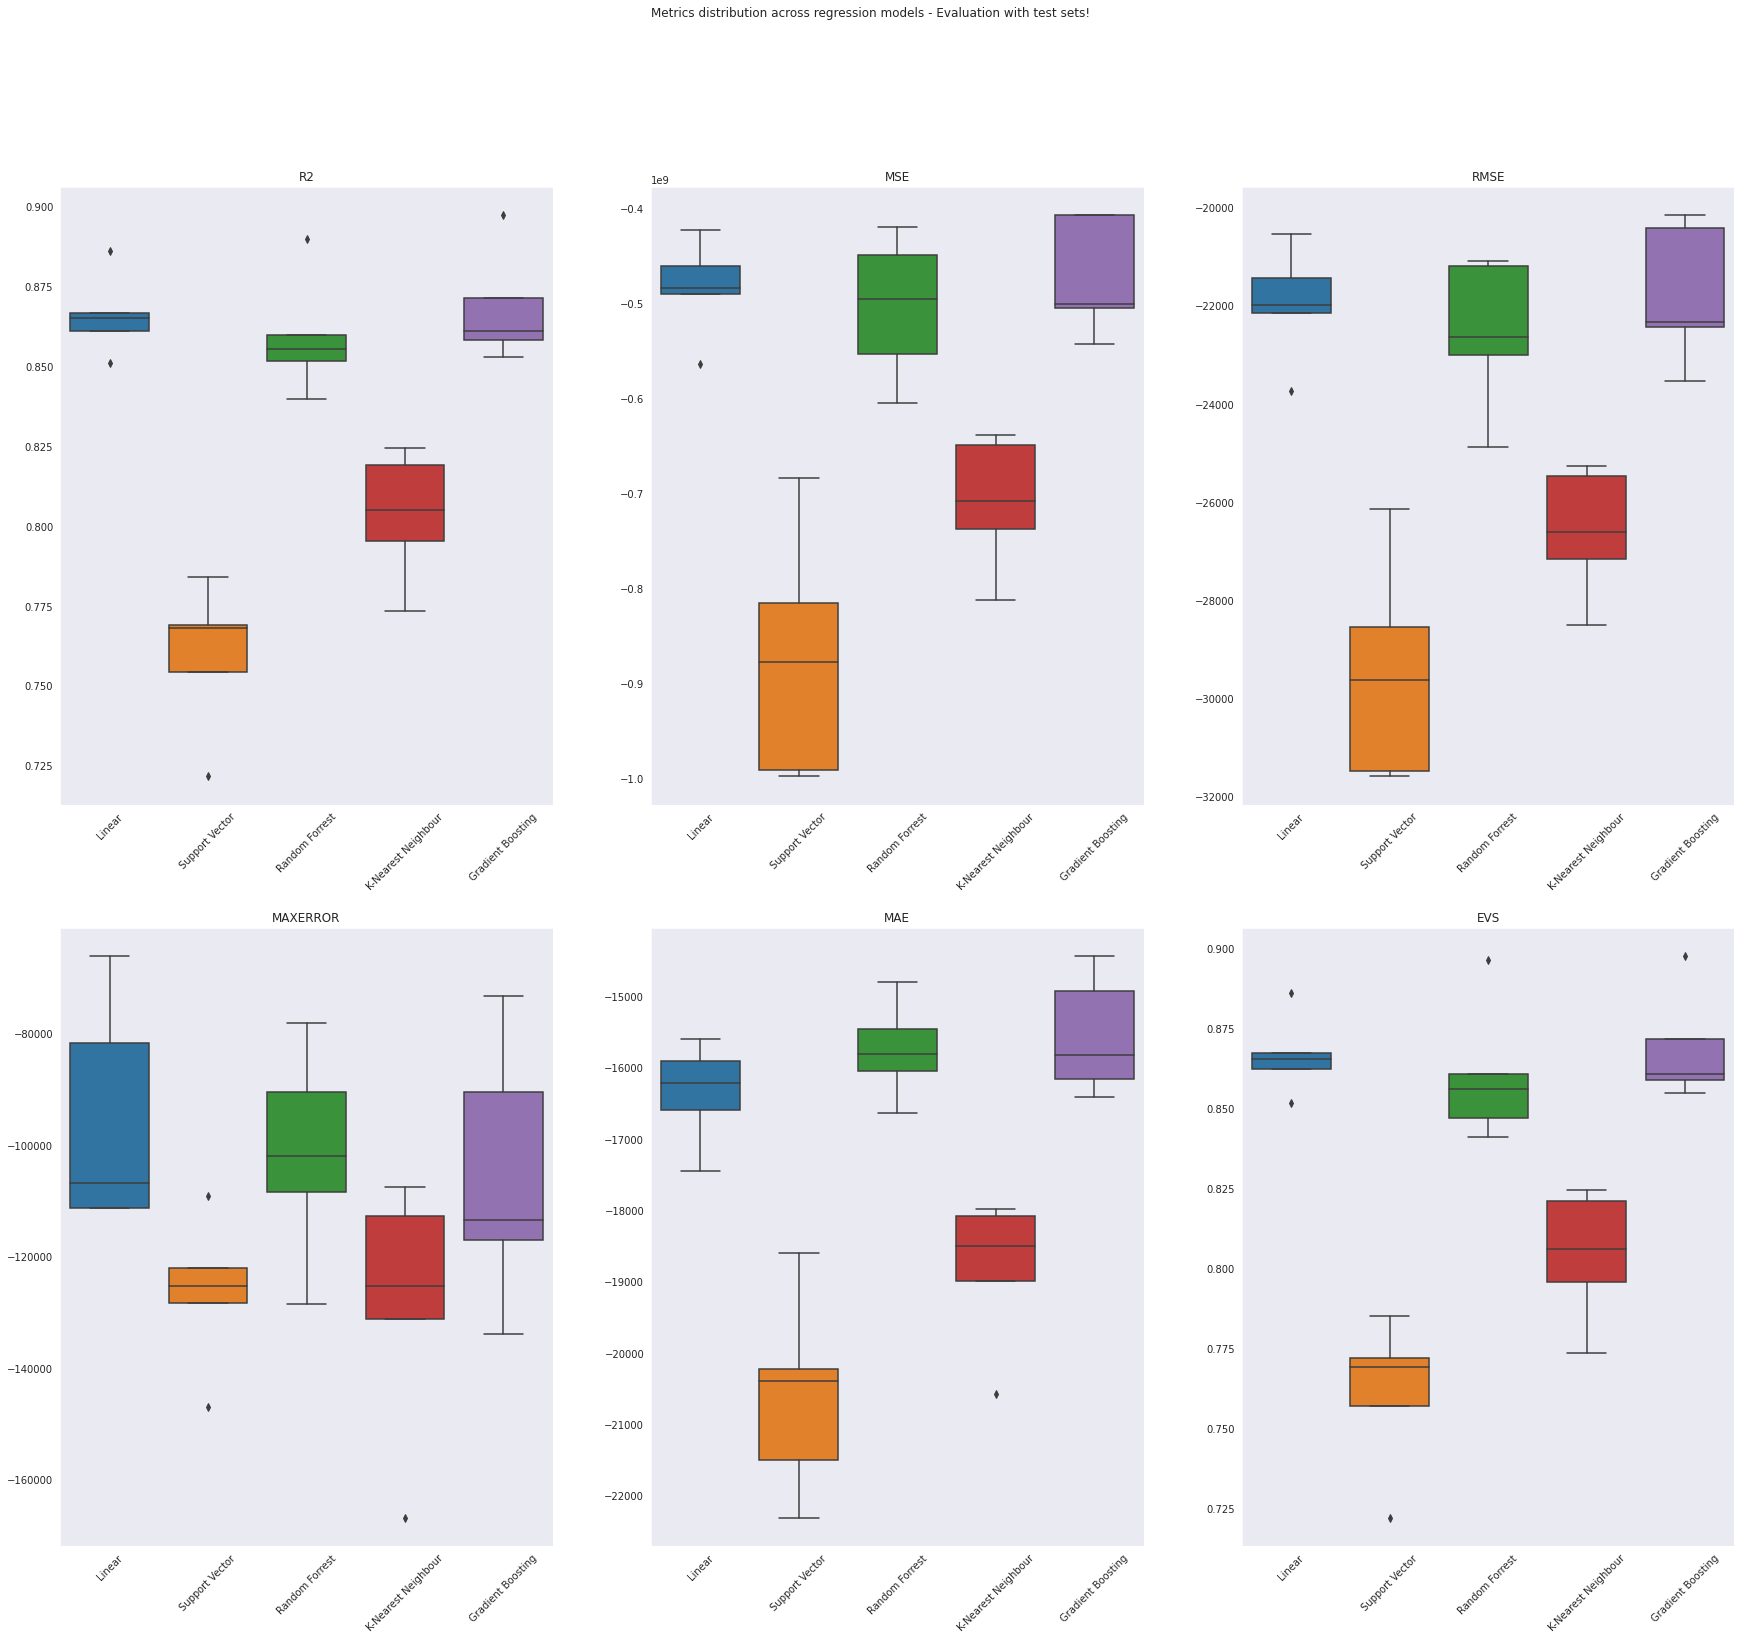 Metrics distribution across regression models - Evaluation with test sets!
R2
0.900
0.875
0.850
0.825
0.800
0.775
0.750
0.725
Linear
Support Vector
Random Forrest
K-Nearest Neighbour
Gradient Boosting
MSE
1e9
−0.4
−0.5
−0.6
−0.7
−0.8
−0.9
−1.0
Linear
Support Vector
Random Forrest
K-Nearest Neighbour
Gradient Boosting
RMSE
−20000
−22000
−24000
−26000
−28000
−30000
−32000
Linear
Support Vector
Random Forrest
K-Nearest Neighbour
Gradient Boosting
MAXERROR
−80000
−100000
−120000
−140000
−160000
Linear
Support Vector
Random Forrest
K-Nearest Neighbour
Gradient Boosting
MAE
−15000
−16000
−17000
−18000
−19000
−20000
−21000
−22000
Linear
Support Vector
Random Forrest
K-Nearest Neighbour
Gradient Boosting
EVS
0.900
0.875
0.850
0.825
0.800
0.775
0.750
0.725
Linear
Support Vector
Random Forrest
K-Nearest Neighbour
Gradient Boosting